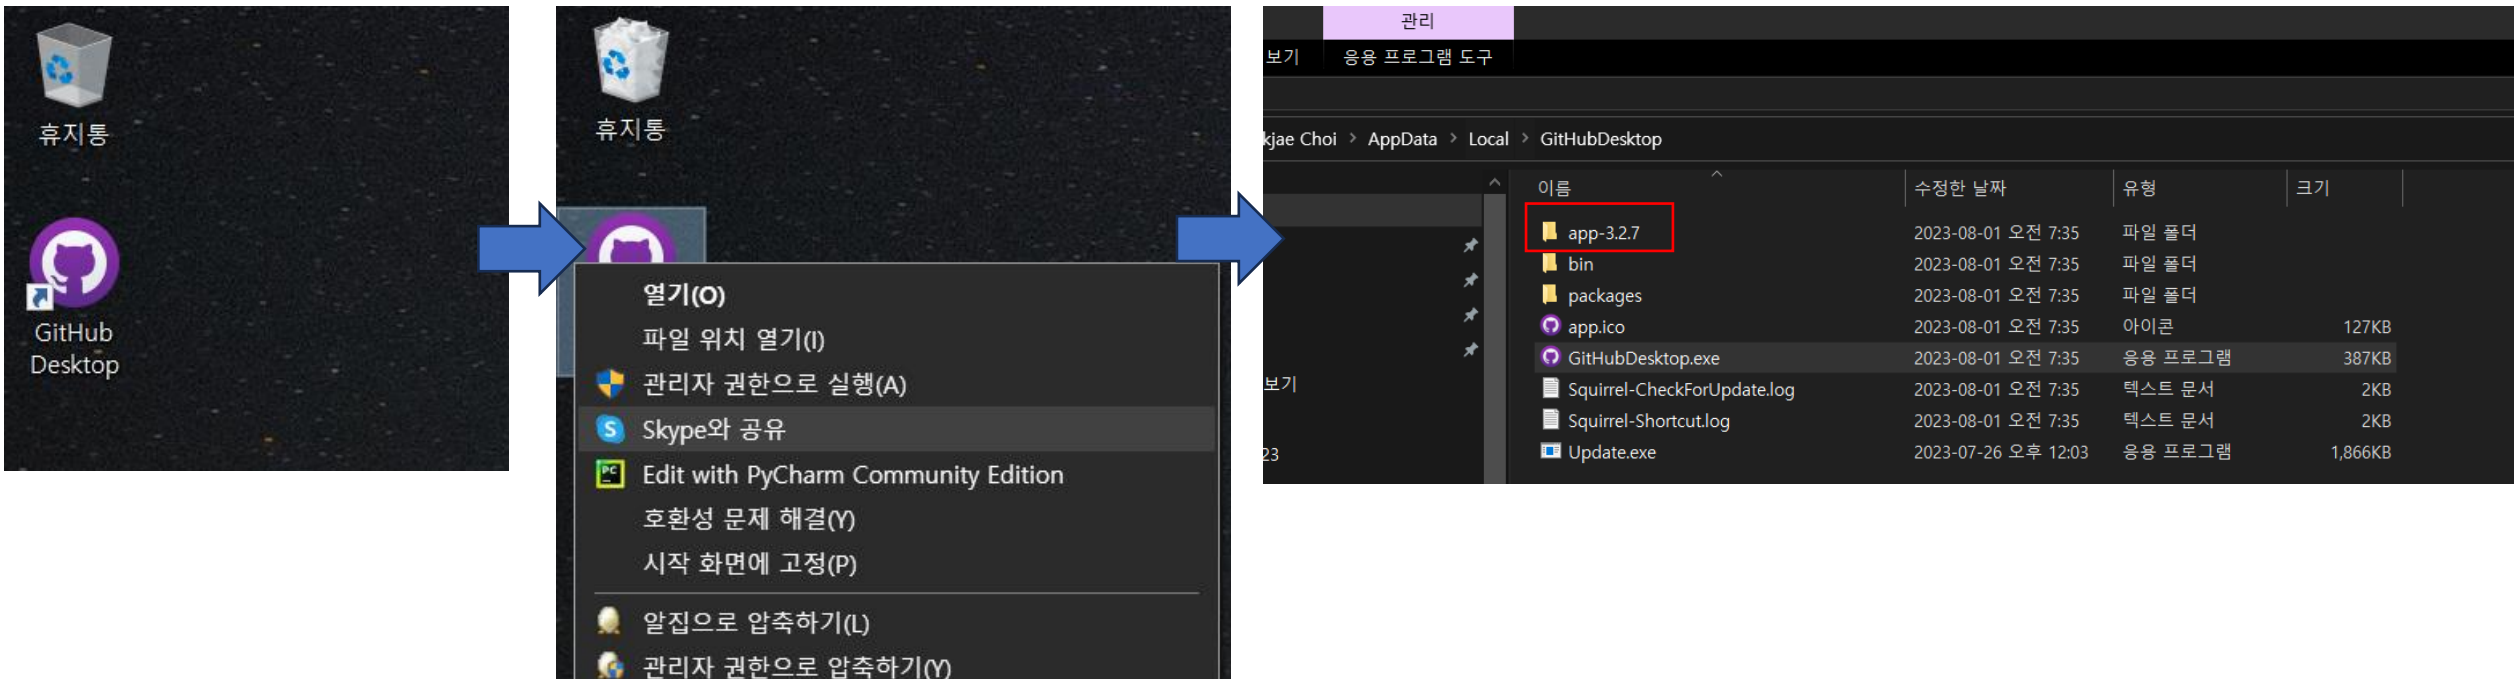 휴지통
GitHub
Desktop
휴지통
열기(O)
파일 위치 열기(I)
관리자 권한으로 실행(A)
Skype와 공유
Edit with PyCharm Community Edition
호환성 문제 해결(Y)
시작 화면에 고정(P)
알집으로 압축하기(L)
관리자 권한으로 압축하기(Y)
관리
보기 응용 프로그램 도구
kjae Choi > AppData > Local > GitHubDesktop
이름 수정한 날짜 유형 크기
app-3.2.7 2023-08-01 오전 7:35 파일 폴더
bin 2023-08-01 오전 7:35 파일 폴더
packages 2023-08-01 오전 7:35 파일 폴더
app.ico 2023-08-01 오전 7:35 아이콘 127KB
GitHubDesktop.exe 2023-08-01 오전 7:35 응용 프로그램 387KB
보기
Squirrel-CheckForUpdate.log 2023-08-01 오전 7:35 텍스트 문서 2KB
Squirrel-Shortcut.log 2023-08-01 오전 7:35 텍스트 문서 2KB
23
Update.exe 2023-07-26 오후 12:03 응용 프로그램 1,866KB